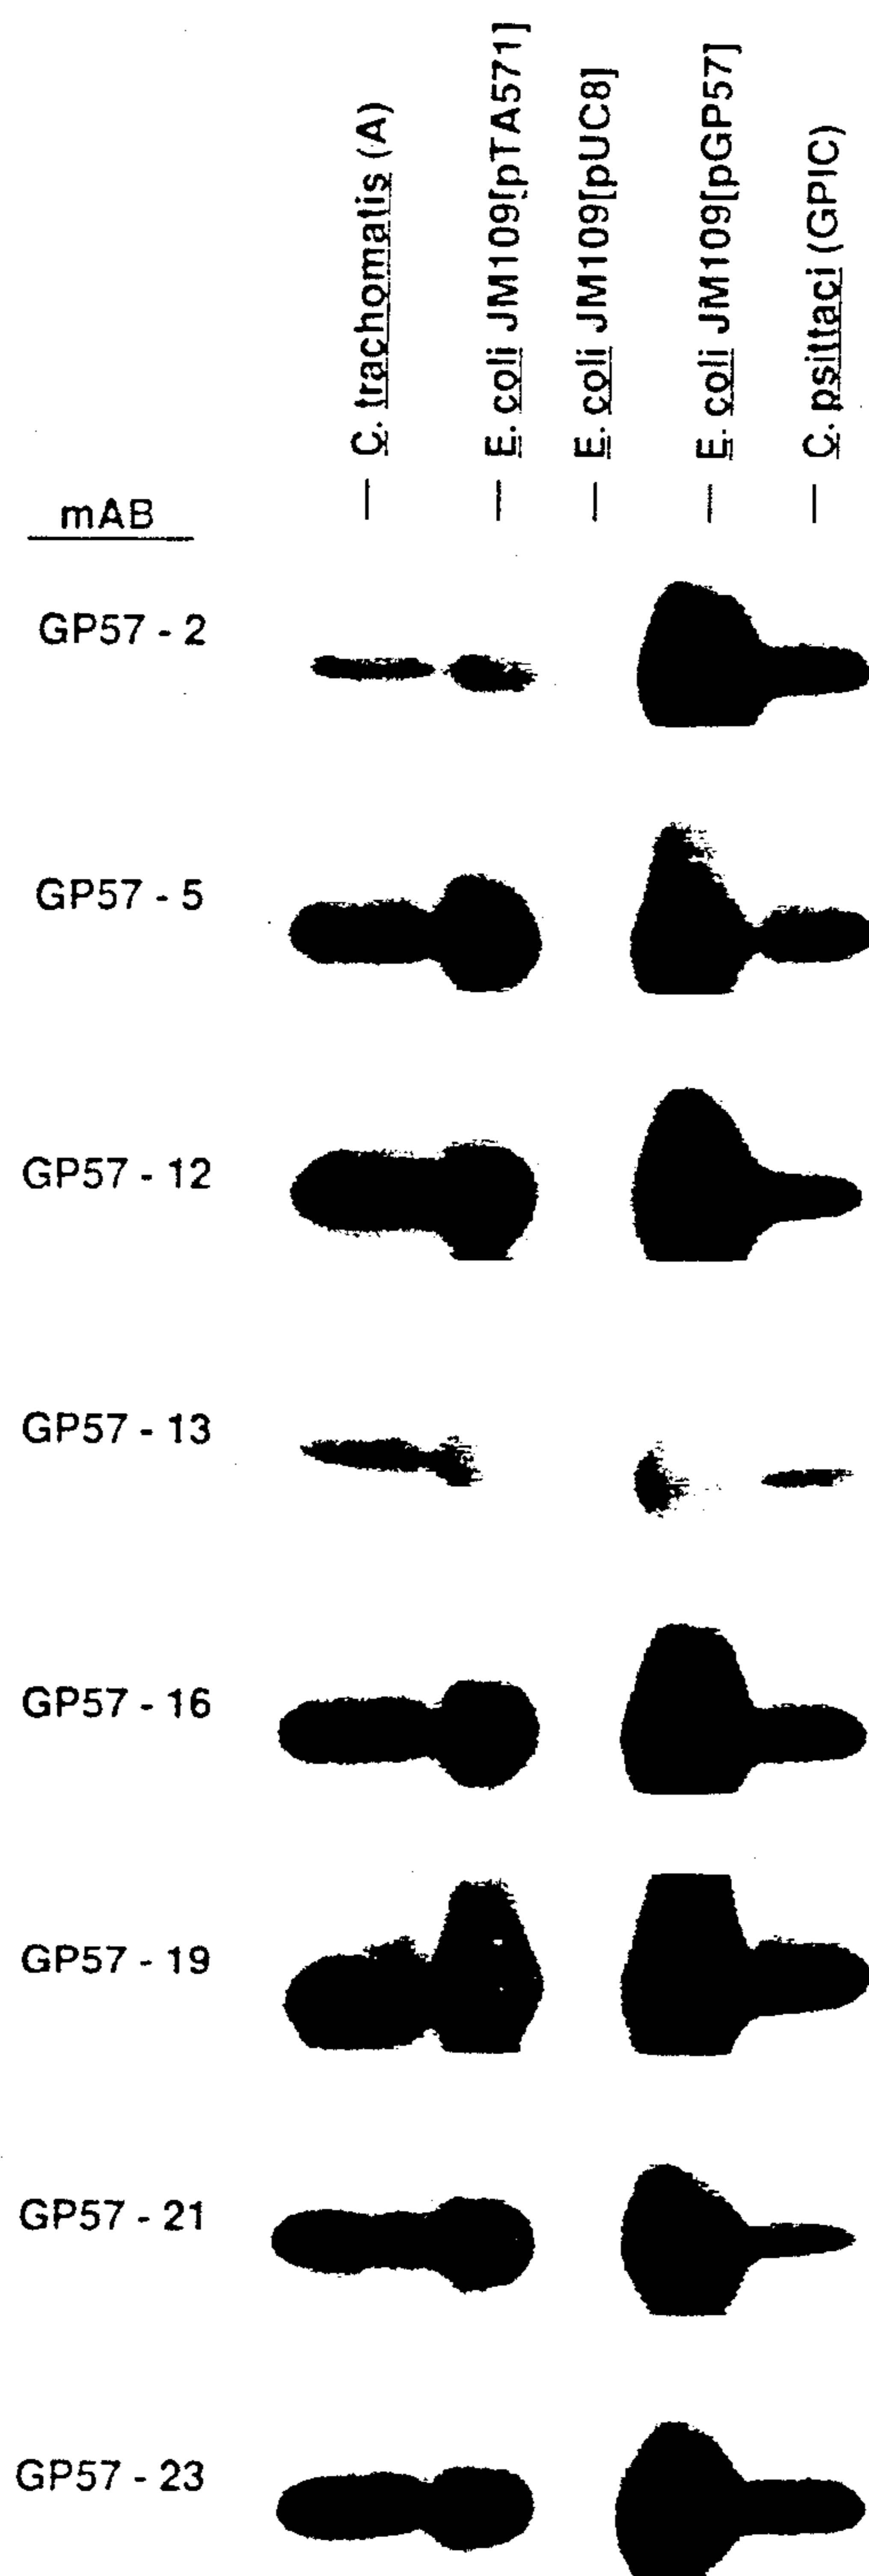 C. trachomatis (A)
E. coli JM109[pTA571]
E. coli JM109[pUC8]
E. coli JM109[pGP57]
C. psittaci (GPIC)
mAB
GP57 - 2
GP57 - 5
GP57 - 12
GP57 - 13
GP57 - 16
GP57 - 19
GP57 - 21
GP57 - 23